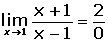 lim x→1 x+1/x−1 = 2/0